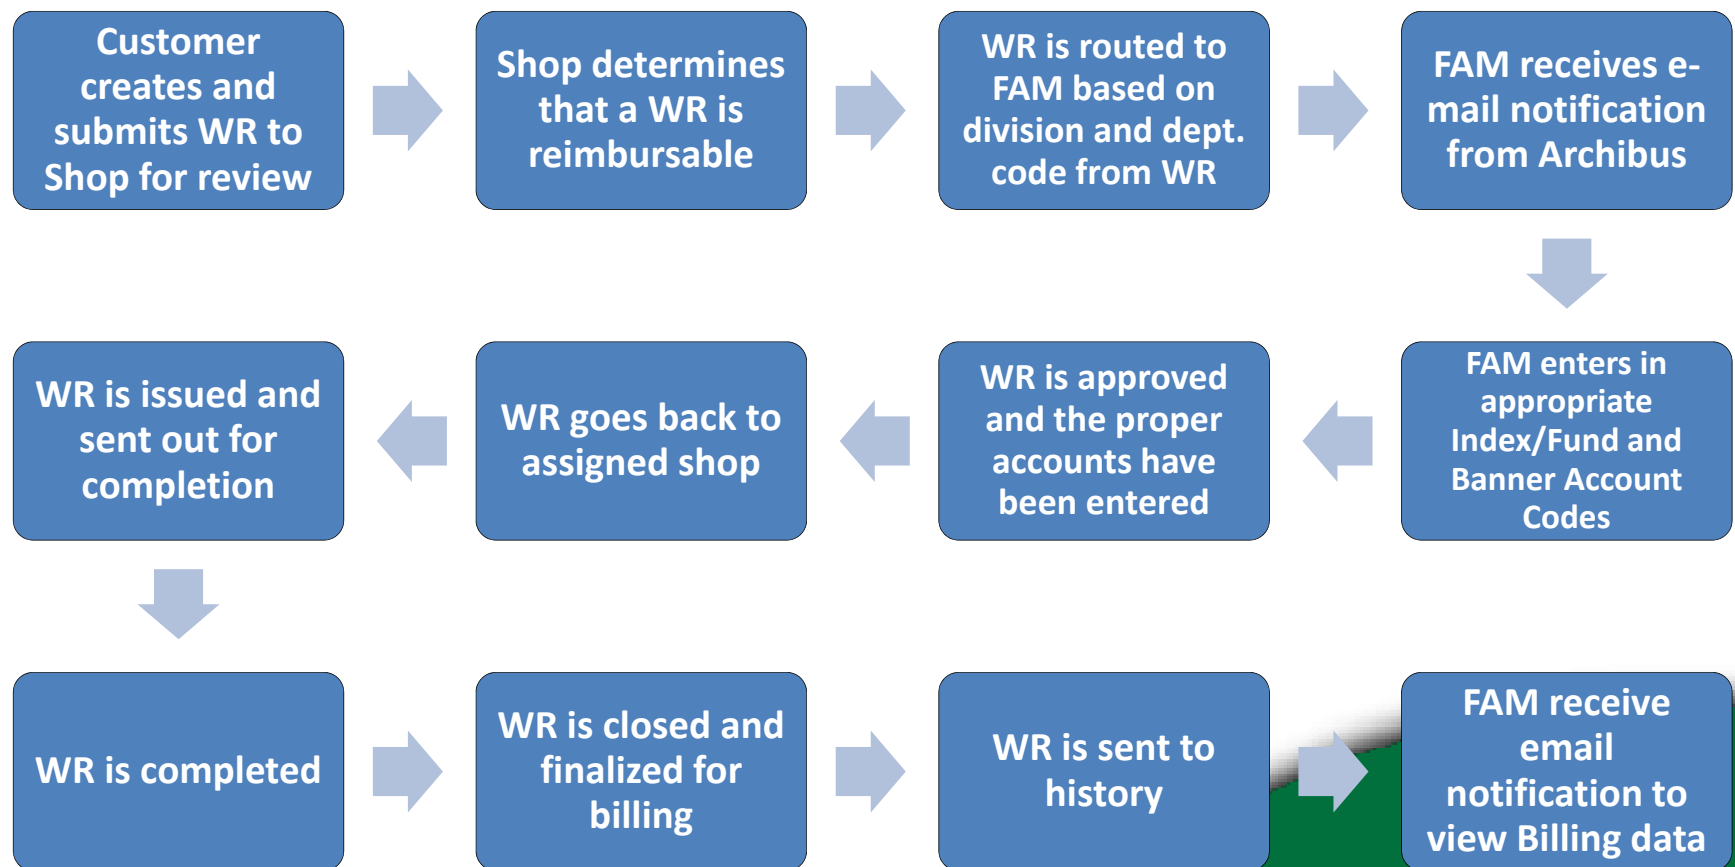 Customer
creates and
submits WR to
Shop for review
Shop determines
that a WR is
reimbursable
WR is routed to
FAM based on
division and dept.
code from WR
FAM receives e-
mail notification
from Archibus
FAM enters in
appropriate
Index/Fund and
Banner Account
Codes
WR is approved
and the proper
accounts have
been entered
WR goes back to
assigned shop
WR is issued and
sent out for
completion
WR is completed
WR is closed and
finalized for
billing
WR is sent to
history
FAM receive
email
notification to
view Billing data